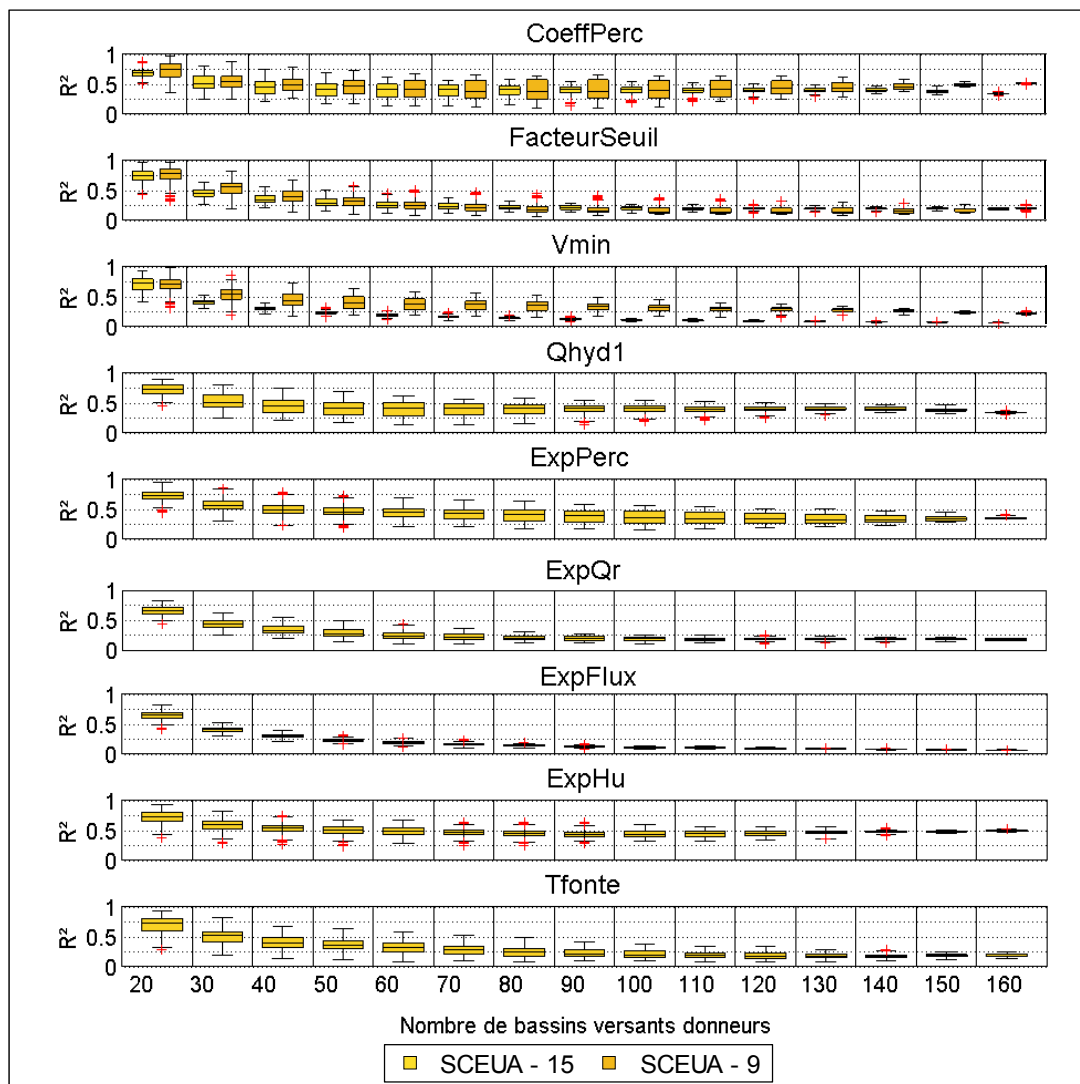 CoeffPerc
1
0.5
0
R²
FacteurSeuil
1
0.5
0
R²
Vmin
1
0.5
0
R²
Qhyd1
1
0.5
0
R²
ExpPerc
1
0.5
0
R²
ExpQr
1
0.5
0
R²
ExpFlux
1
0.5
0
R²
ExpHu
1
0.5
0
R²
Tfonte
1
0.5
0
R²
20 30 40 50 60 70 80 90 100 110 120 130 140 150 160
Nombre de bassins versants donneurs
SCEUA - 15 SCEUA - 9